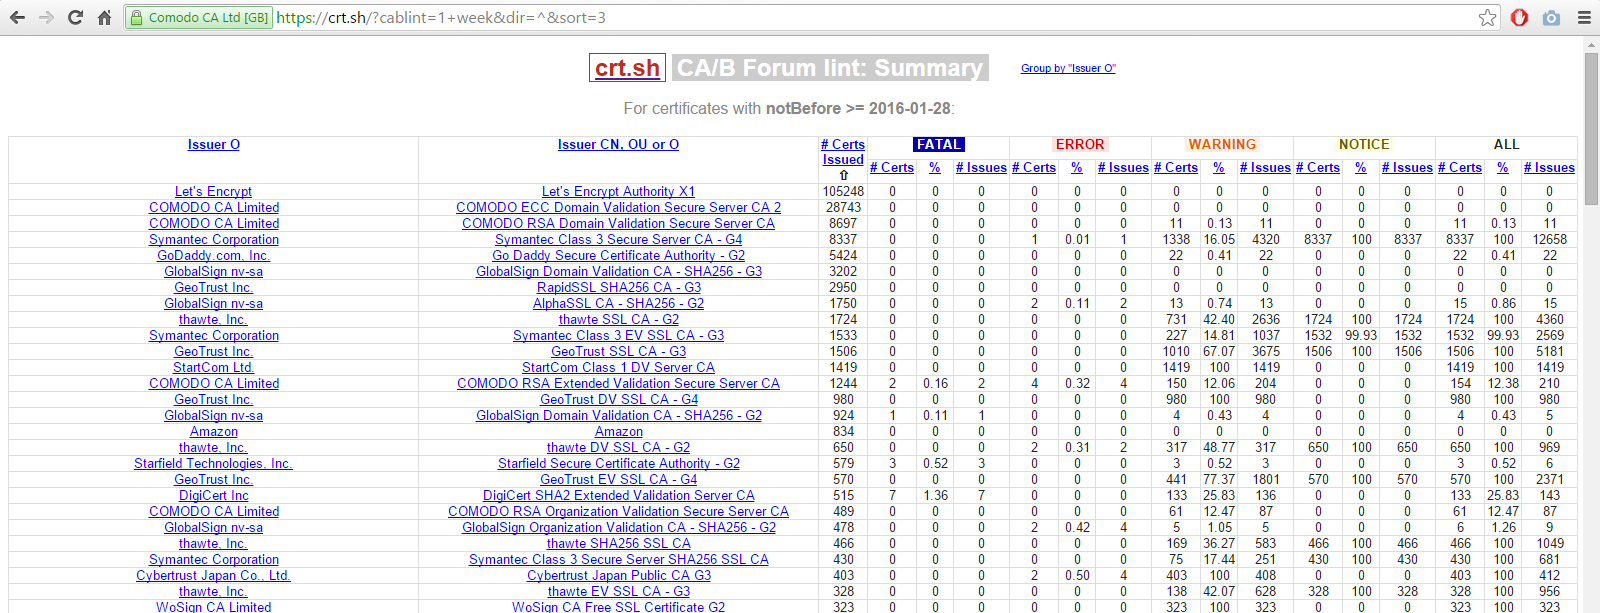 Comodo CA Ltd [GB] https://crt.sh/?cablint=1+week&dir=^&sort=3
crt.sh CA/B Forum lint: Summary Group by "Issuer O"
For certificates with notBefore >= 2016-01-28:
Issuer O Issuer CN, OU or O # Certs Issued ⇧ FATAL ERROR WARNING NOTICE ALL
# Certs % # Issues # Certs % # Issues # Certs % # Issues # Certs % # Issues # Certs % # Issues
Let's Encrypt Let's Encrypt Authority X1 105248 0 0 0 0 0 0 0 0 0 0 0 0 0 0 0
COMODO CA Limited COMODO ECC Domain Validation Secure Server CA 2 28743 0 0 0 0 0 0 0 0 0 0 0 0 0 0 0
COMODO CA Limited COMODO RSA Domain Validation Secure Server CA 8697 0 0 0 0 0 0 11 0.13 11 0 0 0 11 0.13 11
Symantec Corporation Symantec Class 3 Secure Server CA - G4 8337 0 0 0 1 0.01 1 1338 16.05 4320 8337 100 8337 8337 100 12658
GoDaddy.com, Inc. Go Daddy Secure Certificate Authority - G2 5424 0 0 0 0 0 0 22 0.41 22 0 0 0 22 0.41 22
GlobalSign nv-sa GlobalSign Domain Validation CA - SHA256 - G3 3202 0 0 0 0 0 0 0 0 0 0 0 0 0 0 0
GeoTrust Inc. RapidSSL SHA256 CA - G3 2950 0 0 0 0 0 0 0 0 0 0 0 0 0 0 0
GlobalSign nv-sa AlphaSSL CA - SHA256 - G2 1750 0 0 0 2 0.11 2 13 0.74 13 0 0 0 15 0.86 15
thawte, Inc. thawte SSL CA - G2 1724 0 0 0 0 0 0 731 42.40 2636 1724 100 1724 1724 100 4360
Symantec Corporation Symantec Class 3 EV SSL CA - G3 1533 0 0 0 0 0 0 227 14.81 1037 1532 99.93 1532 1532 99.93 2569
GeoTrust Inc. GeoTrust SSL CA - G3 1506 0 0 0 0 0 0 1010 67.07 3675 1506 100 1506 1506 100 5181
StartCom Ltd. StartCom Class 1 DV Server CA 1419 0 0 0 0 0 0 1419 100 1419 0 0 0 1419 100 1419
COMODO CA Limited COMODO RSA Extended Validation Secure Server CA 1244 2 0.16 2 4 0.32 4 150 12.06 204 0 0 0 154 12.38 210
GeoTrust Inc. GeoTrust DV SSL CA - G4 980 0 0 0 0 0 0 980 100 980 0 0 0 980 100 980
GlobalSign nv-sa GlobalSign Domain Validation CA - SHA256 - G2 924 1 0.11 1 0 0 0 4 0.43 4 0 0 0 4 0.43 5
Amazon Amazon 834 0 0 0 0 0 0 0 0 0 0 0 0 0 0 0
thawte, Inc. thawte DV SSL CA - G2 650 0 0 0 2 0.31 2 317 48.77 317 650 100 650 650 100 969
Starfield Technologies, Inc. Starfield Secure Certificate Authority - G2 579 3 0.52 3 0 0 0 3 0.52 3 0 0 0 3 0.52 6
GeoTrust Inc. GeoTrust EV SSL CA - G4 570 0 0 0 0 0 0 441 77.37 1801 570 100 570 570 100 2371
DigiCert Inc DigiCert SHA2 Extended Validation Server CA 515 7 1.36 7 0 0 0 133 25.83 136 0 0 0 133 25.83 143
COMODO CA Limited COMODO RSA Organization Validation Secure Server CA 489 0 0 0 0 0 0 61 12.47 87 0 0 0 61 12.47 87
GlobalSign nv-sa GlobalSign Organization Validation CA - SHA256 - G2 478 0 0 0 2 0.42 4 5 1.05 5 0 0 0 6 1.26 9
thawte, Inc. thawte SHA256 SSL CA 466 0 0 0 0 0 0 169 36.27 583 466 100 466 466 100 1049
Symantec Corporation Symantec Class 3 Secure Server SHA256 SSL CA 430 0 0 0 0 0 0 75 17.44 251 430 100 430 430 100 681
Cybertrust Japan Co., Ltd. Cybertrust Japan Public CA G3 403 0 0 0 2 0.50 4 403 100 408 0 0 0 403 100 412
thawte, Inc. thawte EV SSL CA - G3 328 0 0 0 0 0 0 138 42.07 628 328 100 328 328 100 956
WoSign CA Limited WoSign CA Free SSL Certificate G2 323 0 0 0 0 0 0 323 100 323 0 0 0 323 100 323